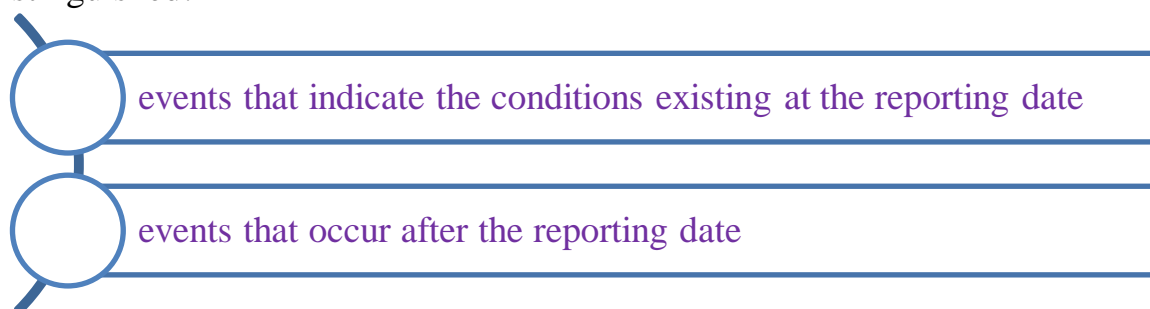 events that indicate the conditions existing at the reporting date
events that occur after the reporting date